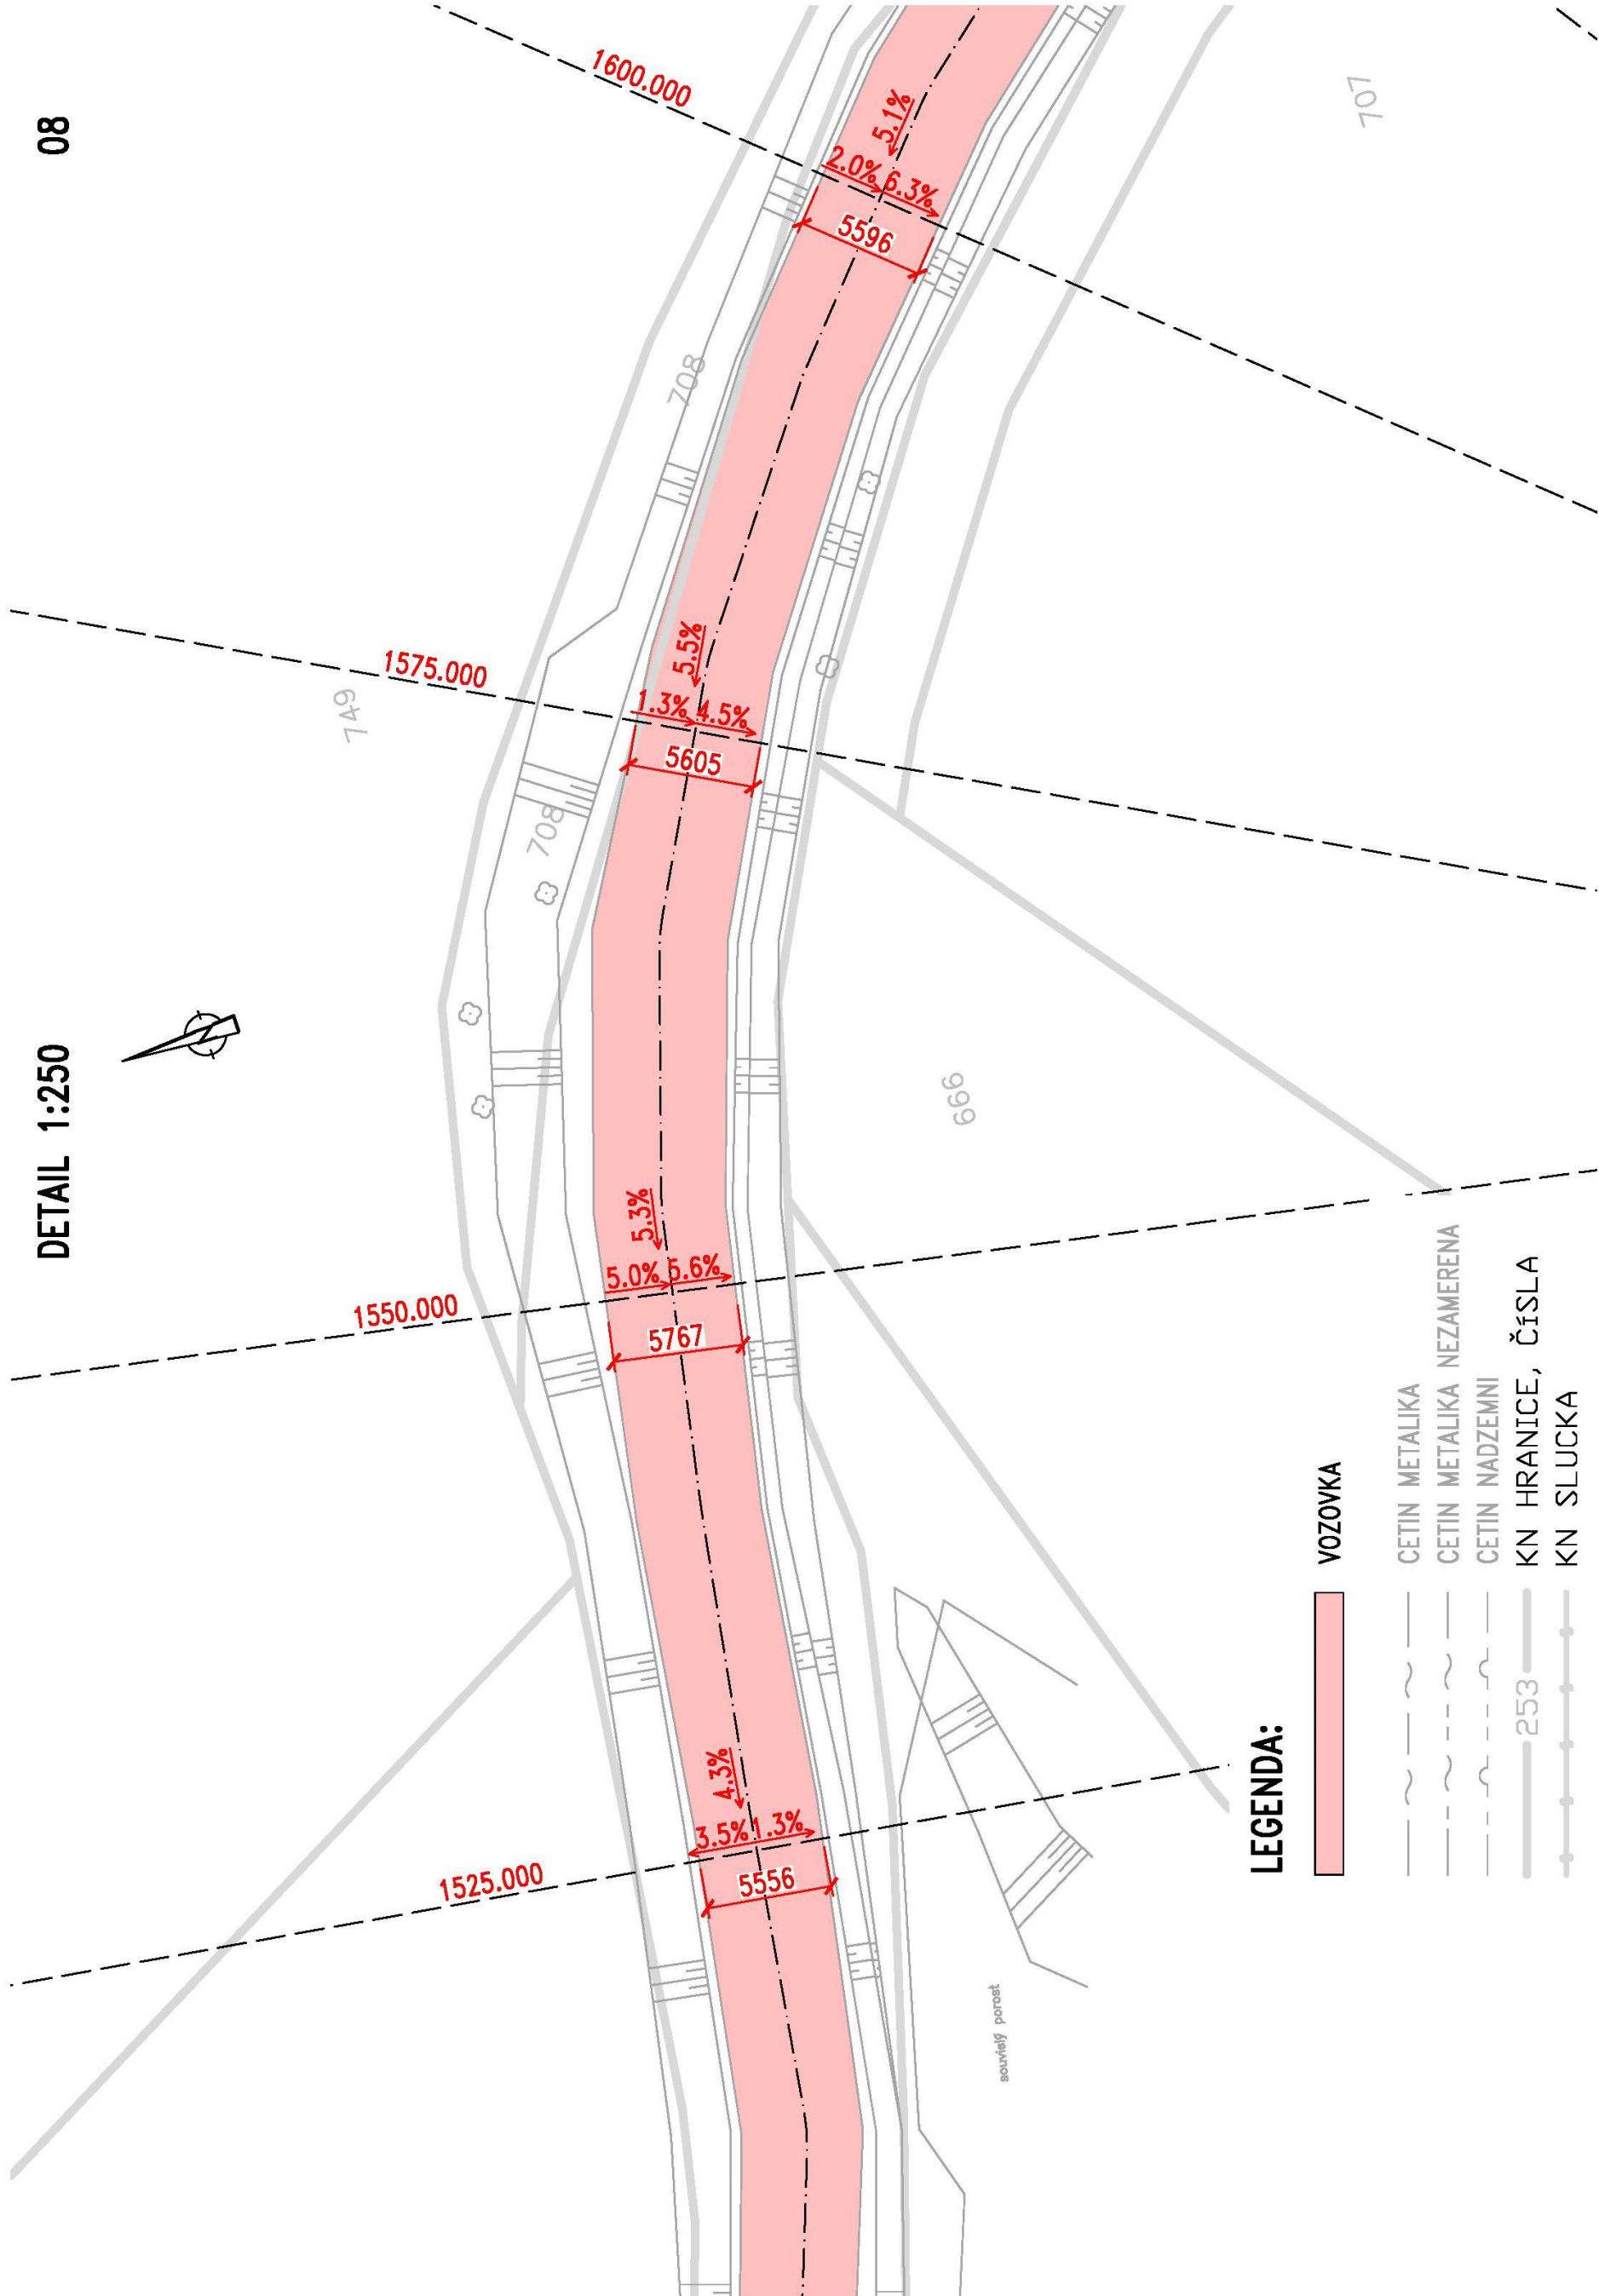 08
DETAIL 1:250
1600.000
5.1%
2.0% 6.3%
5596
707
708
1575.000
749
5.5%
1.3% 4.5%
5605
708
666
1550.000
5.3%
5.0% 5.6%
5767
1525.000
4.3%
3.5% 1.3%
5556
souvislý porost
LEGENDA:
VOZOVKA
CETIN METALIKA
CETIN METALIKA NEZAMERENA
CETIN NADZEMNI
253 KN HRANICE, ČíSLA
KN SLUCKA